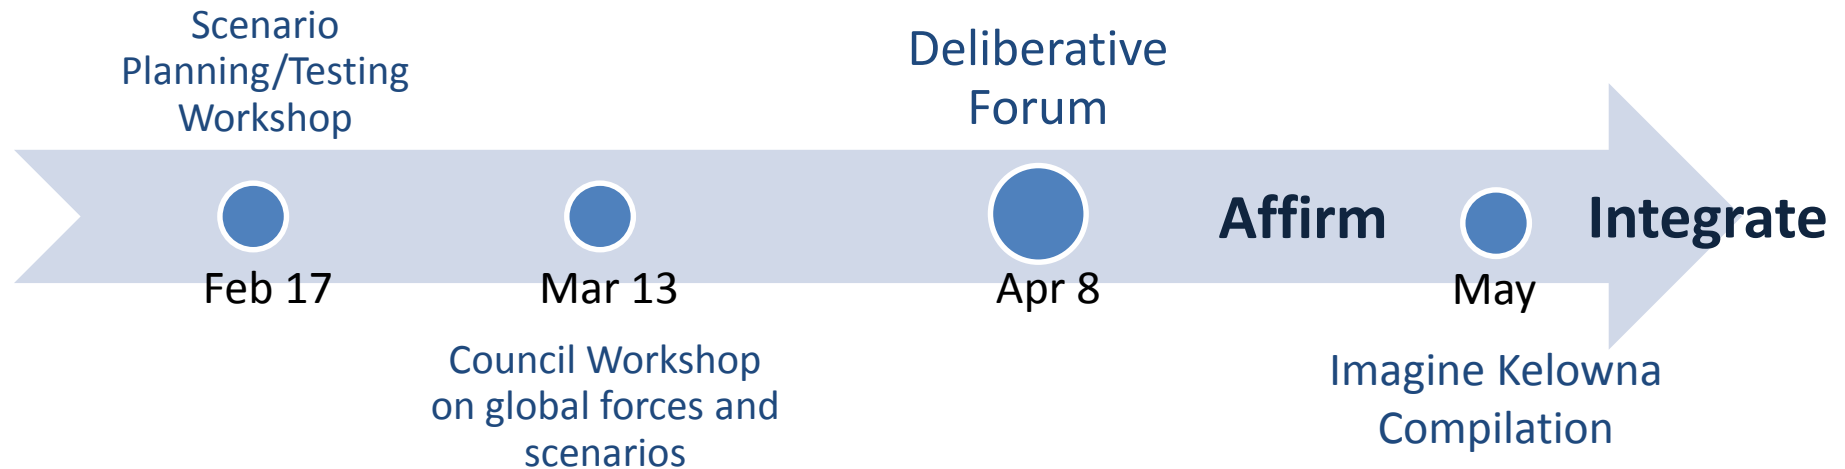 Scenario
Planning/Testing
Workshop
Deliberative
Forum
Affirm
Integrate
Feb 17
Mar 13
Apr 8
May
Council Workshop
on global forces and
scenarios
Imagine Kelowna
Compilation